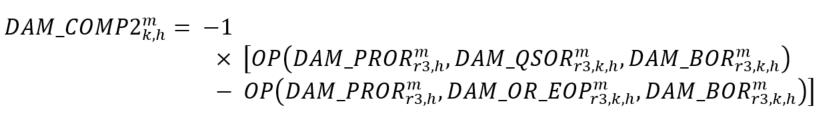 DAM_COMP2^m_{k,h} = −1
× [OP(DAM_PROR^m_{r3,h}, DAM_QSOR^m_{r3,k,h}, DAM_BOR^m_{r3,k,h})
− OP(DAM_PROR^m_{r3,h}, DAM_OR_EOP^m_{r3,k,h}, DAM_BOR^m_{r3,k,h})]